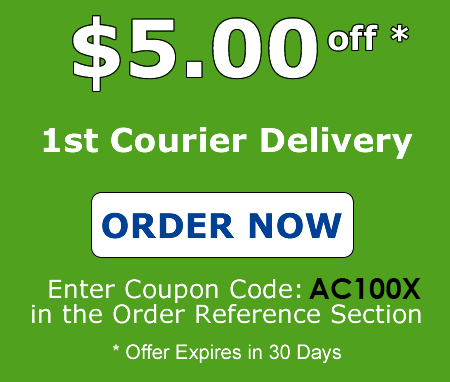 $5.00 off *
1st Courier Delivery
ORDER NOW
Enter Coupon Code: AC100X
in the Order Reference Section
* Offer Expires in 30 Days